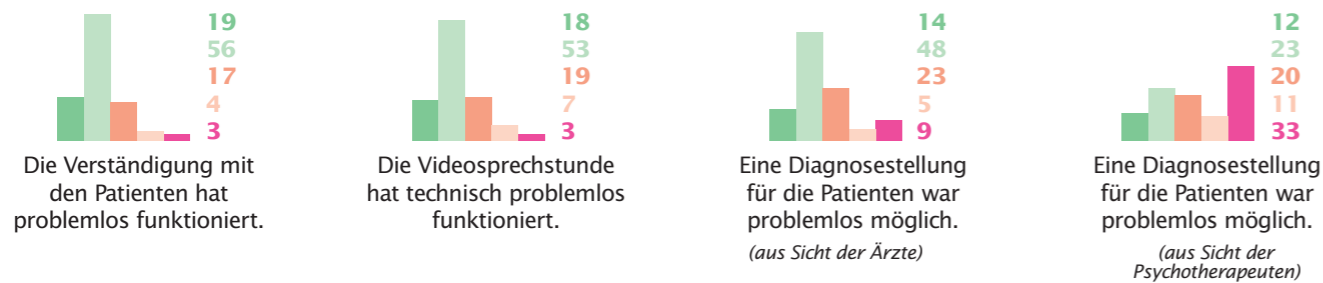 19
56
17
4
3
Die Verständigung mit
den Patienten hat
problemlos funktioniert.
18
53
19
7
3
Die Videosprechstunde
hat technisch problemlos
funktioniert.
14
48
23
5
9
Eine Diagnosestellung
für die Patienten war
problemlos möglich.
(aus Sicht der Ärzte)
12
23
20
11
33
Eine Diagnosestellung
für die Patienten war
problemlos möglich.
(aus Sicht der
Psychotherapeuten)